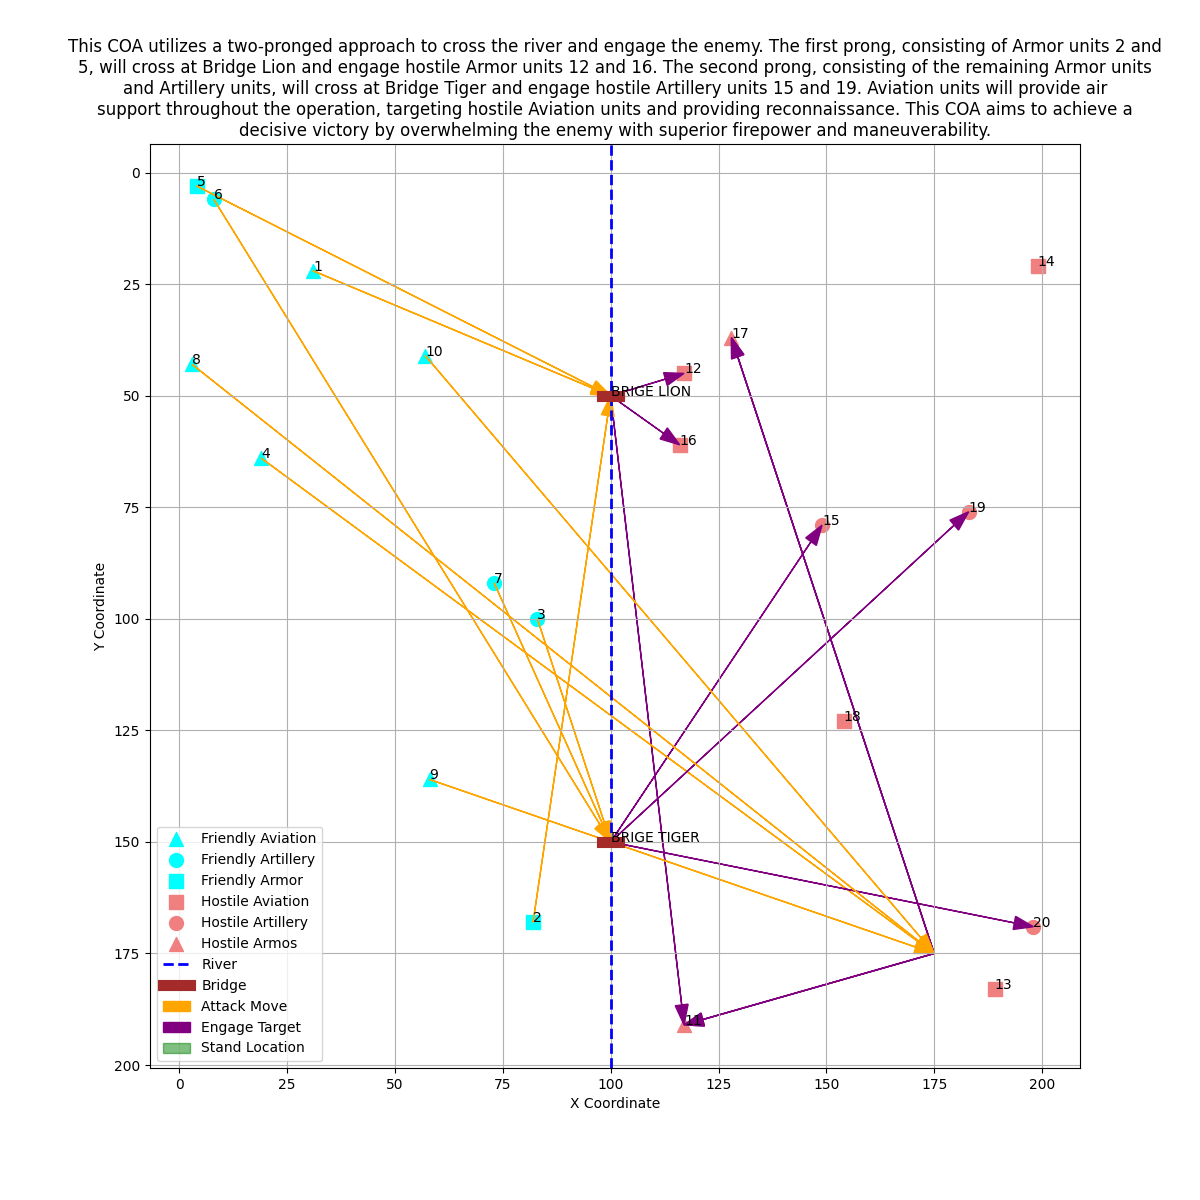 This COA utilizes a two-pronged approach to cross the river and engage the enemy. The first prong, consisting of Armor units 2 and
5, will cross at Bridge Lion and engage hostile Armor units 12 and 16. The second prong, consisting of the remaining Armor units
and Artillery units, will cross at Bridge Tiger and engage hostile Artillery units 15 and 19. Aviation units will provide air
support throughout the operation, targeting hostile Aviation units and providing reconnaissance. This COA aims to achieve a
decisive victory by overwhelming the enemy with superior firepower and maneuverability.
0
25
50
75
100
125
150
175
200
Y Coordinate
5
6
1
14
17
10
8
12
BRIGE LION
16
4
19
15
7
3
18
9
BRIGE TIGER
2
20
13
11
Friendly Aviation
Friendly Artillery
Friendly Armor
Hostile Aviation
Hostile Artillery
Hostile Armos
River
Bridge
Attack Move
Engage Target
Stand Location
0 25 50 75 100 125 150 175 200
X Coordinate